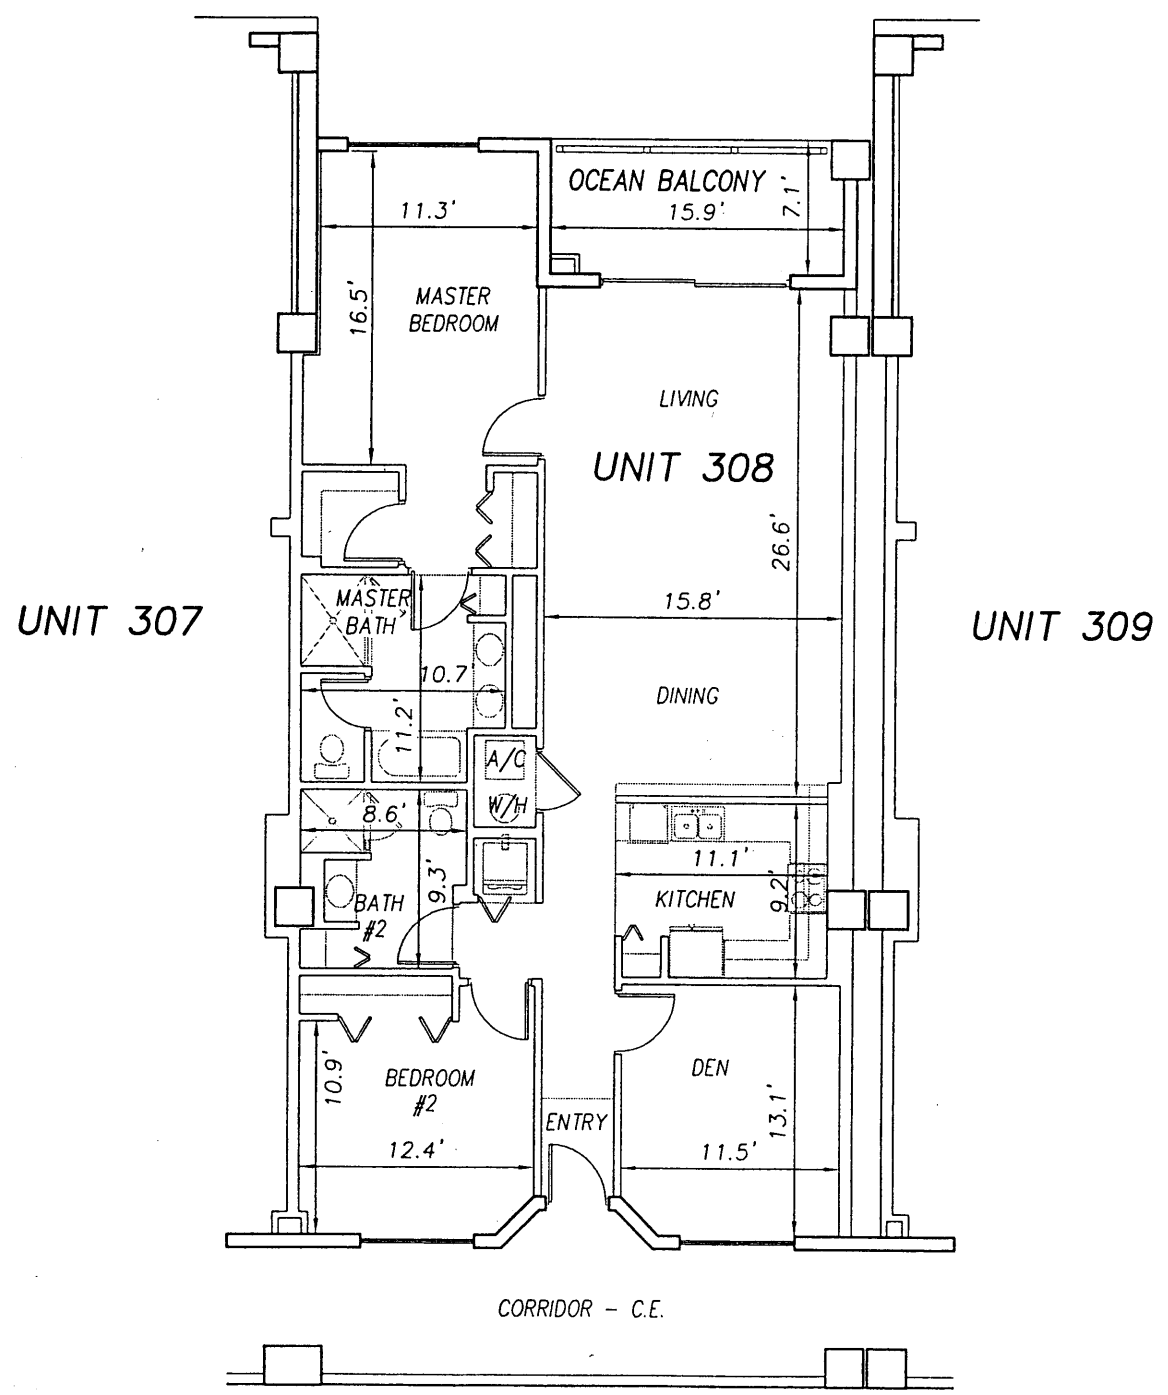 OCEAN BALCONY
15.9'
7.1'
11.3'
16.5'
MASTER
BEDROOM
LIVING
UNIT 308
26.6'
15.8'
UNIT 307
UNIT 309
MASTER
BATH
10.7'
11.2'
DINING
A/C
W/H
8.6'
9.3'
BATH
#2
11.1'
9.2'
KITCHEN
10.9'
BEDROOM
#2
12.4'
ENTRY
DEN
13.1'
11.5'
CORRIDOR - C.E.